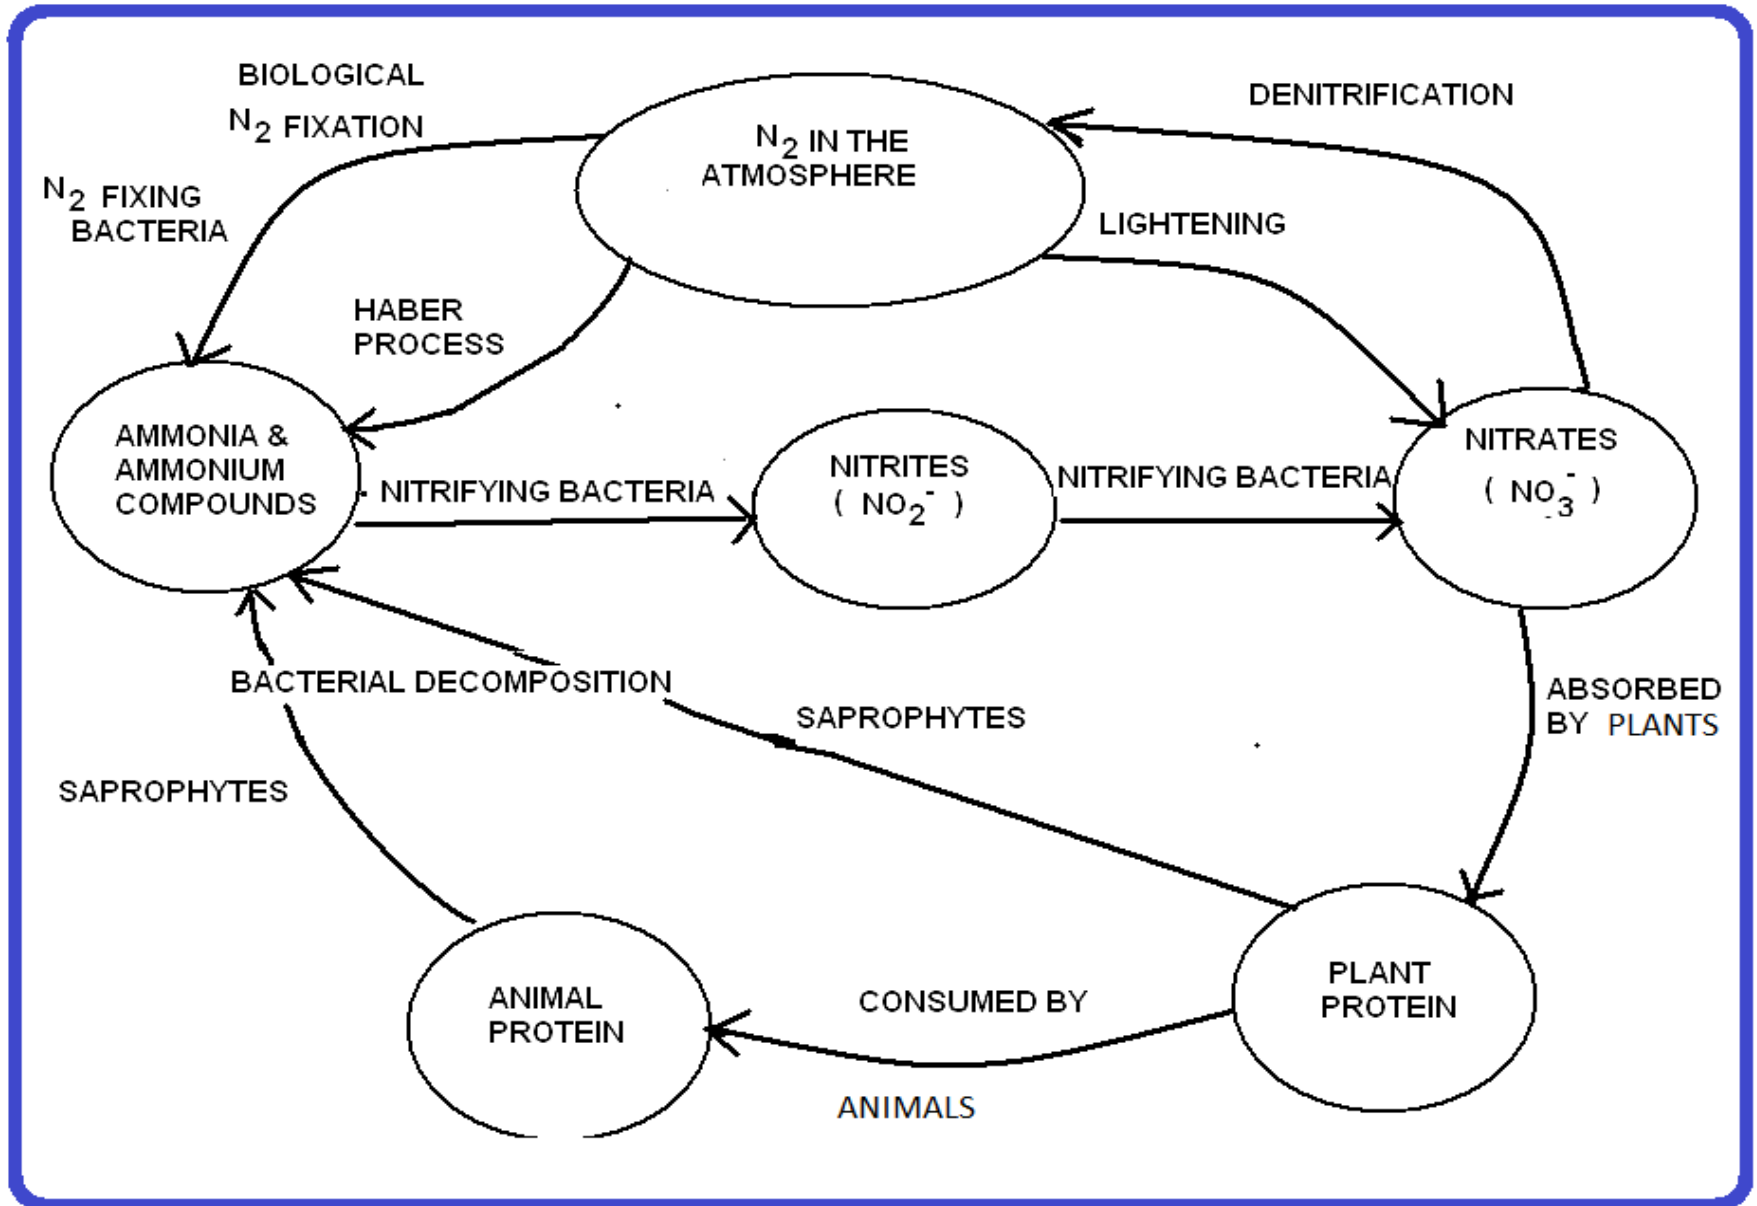 BIOLOGICAL
N2 FIXATION
N2 FIXING
BACTERIA
N2 IN THE
ATMOSPHERE
DENITRIFICATION
LIGHTENING
HABER
PROCESS
AMMONIA &
AMMONIUM
COMPOUNDS
NITRIFYING BACTERIA
NITRITES
( NO2- )
NITRIFYING BACTERIA
NITRATES
( NO3- )
BACTERIAL DECOMPOSITION
SAPROPHYTES
ABSORBED
BY PLANTS
SAPROPHYTES
ANIMAL
PROTEIN
CONSUMED BY
ANIMALS
PLANT
PROTEIN